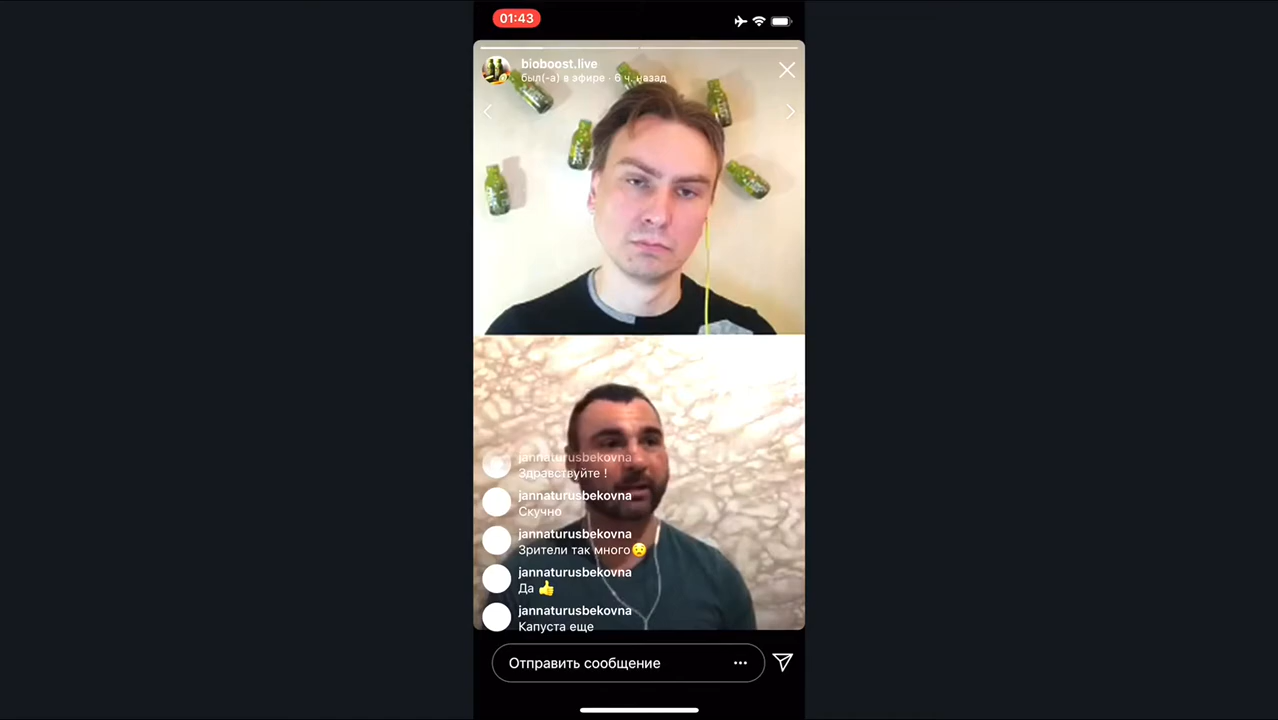 01:43
bioboost.live
был(-а) в эфире · 6 ч. назад
jannaturusbekovna
Здравствуйте !
jannaturusbekovna
Скучно
jannaturusbekovna
Зрители так много😟
jannaturusbekovna
Да 👍
jannaturusbekovna
Капуста еще
Отправить сообщение